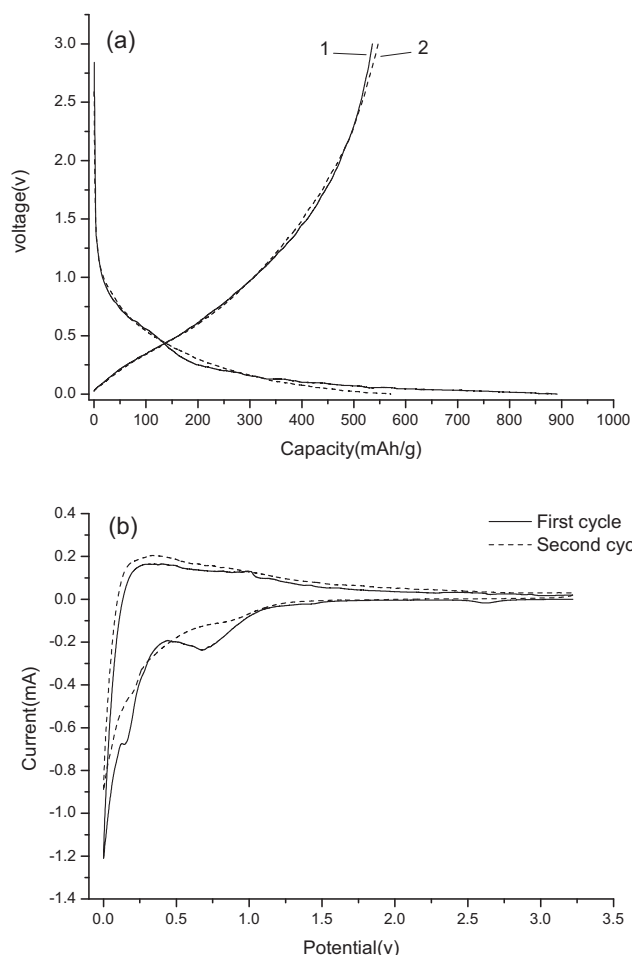 (a)
1 2
3.0
2.5
2.0
1.5
1.0
0.5
0.0
voltage(v)
0 100 200 300 400 500 600 700 800 900 1000
Capacity(mAh/g)
(b)
First cycle
Second cyc
0.4
0.2
0.0
-0.2
-0.4
-0.6
-0.8
-1.0
-1.2
-1.4
Current(mA)
0.0 0.5 1.0 1.5 2.0 2.5 3.0 3.5
Potential(v)